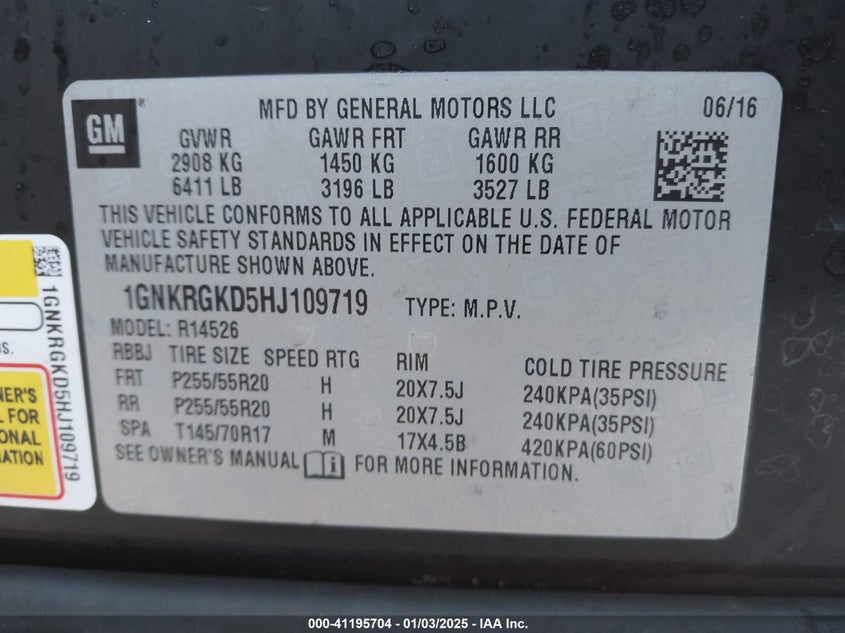 GM®
MFD BY GENERAL MOTORS LLC 06/16
GVWR GAWR FRT GAWR RR
2908 KG 1450 KG 1600 KG
6411 LB 3196 LB 3527 LB
THIS VEHICLE CONFORMS TO ALL APPLICABLE U.S. FEDERAL MOTOR
VEHICLE SAFETY STANDARDS IN EFFECT ON THE DATE OF
MANUFACTURE SHOWN ABOVE.
1GNKRGKD5HJ109719 TYPE: M.P.V.
MODEL: R14526
RBBJ TIRE SIZE SPEED RTG RIM COLD TIRE PRESSURE
FRT P255/55R20 H 20X7.5J 240KPA(35PSI)
RR P255/55R20 H 20X7.5J 240KPA(35PSI)
SPA T145/70R17 M 17X4.5B 420KPA(60PSI)
SEE OWNER'S MANUAL FOR MORE INFORMATION.
1GNKRGKD5HJ109719
000-41195704 - 01/03/2025 - IAA Inc.